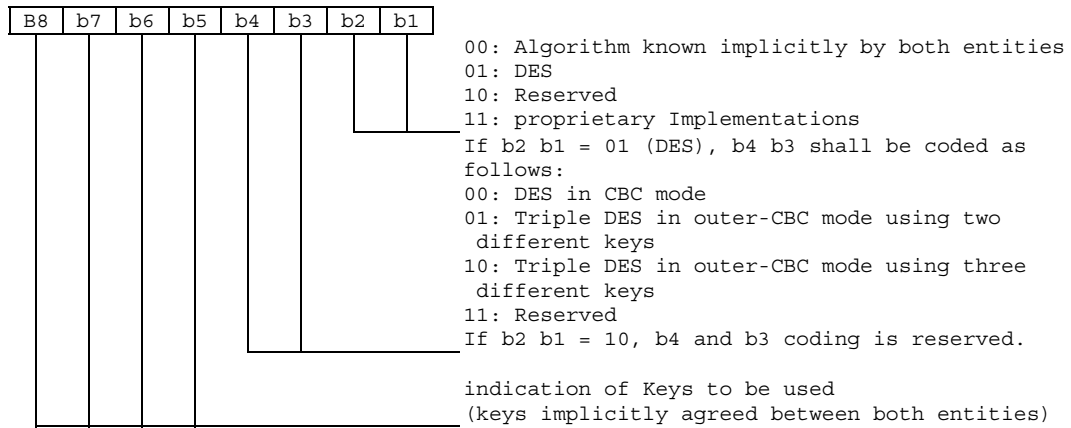 B8 b7 b6 b5 b4 b3 b2 b1
00: Algorithm known implicitly by both entities
01: DES
10: Reserved
11: proprietary Implementations
If b2 b1 = 01 (DES), b4 b3 shall be coded as
follows:
00: DES in CBC mode
01: Triple DES in outer-CBC mode using two
different keys
10: Triple DES in outer-CBC mode using three
different keys
11: Reserved
If b2 b1 = 10, b4 and b3 coding is reserved.
indication of Keys to be used
(keys implicitly agreed between both entities)